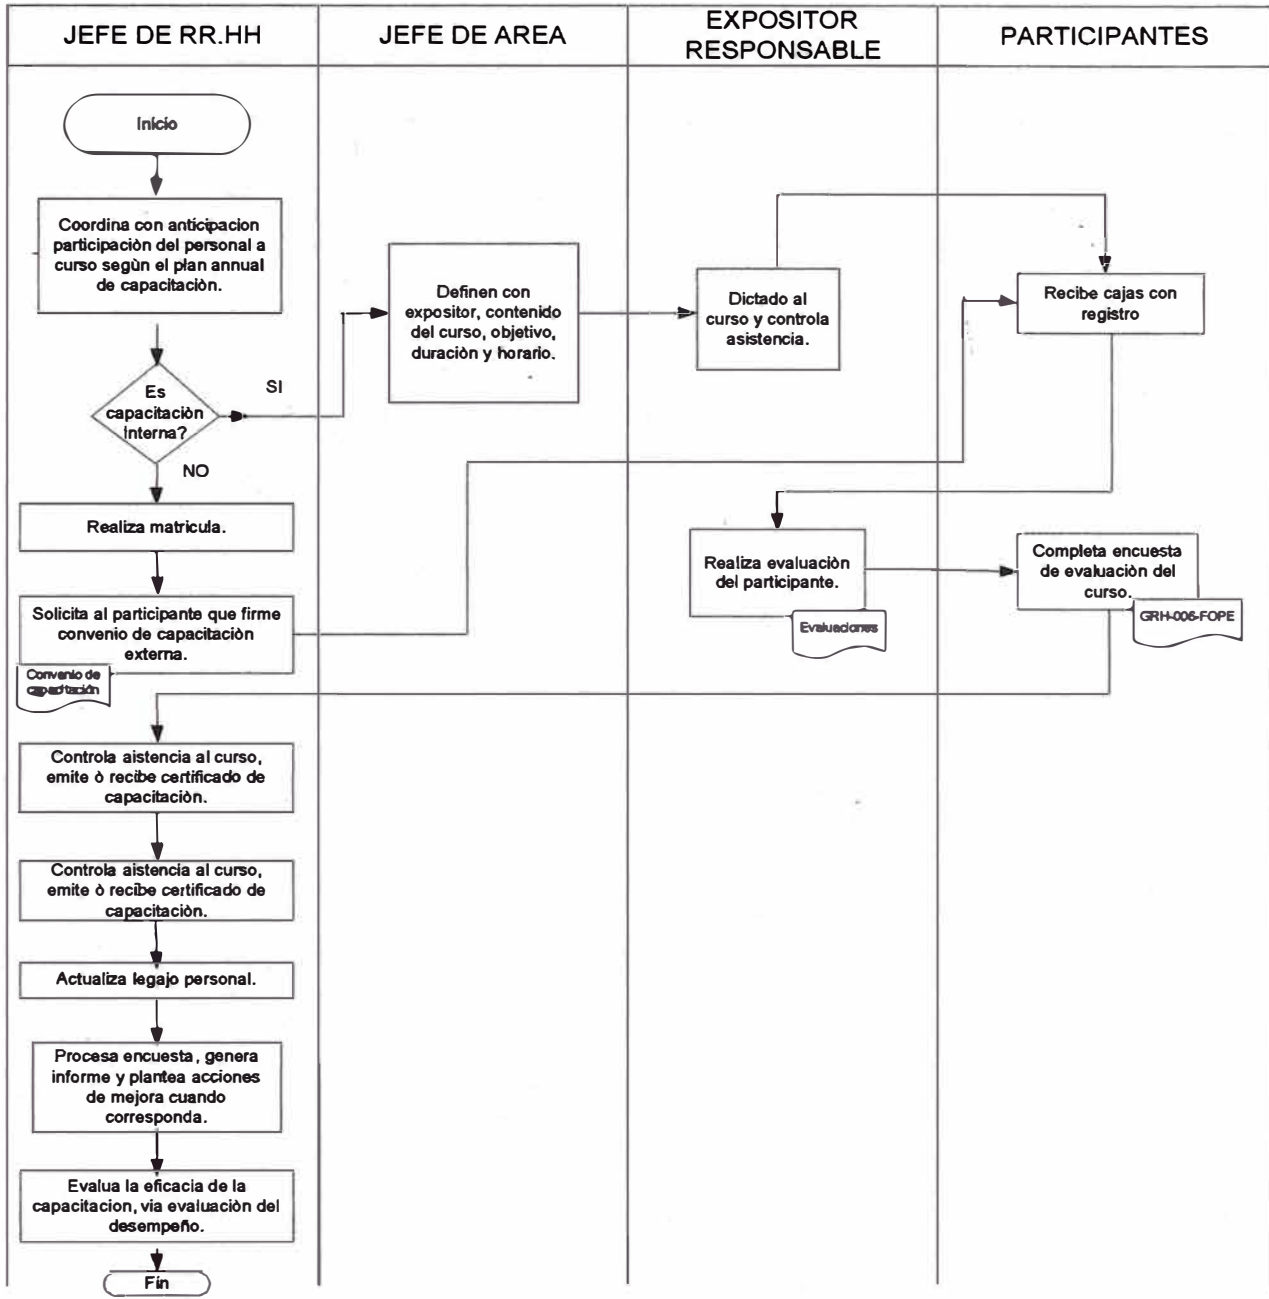 JEFE DE RR.HH
JEFE DE AREA
EXPOSITOR
RESPONSABLE
PARTICIPANTES
Inicio
Coordina con anticipacion
participaciòn del personal a
curso segùn el plan annual
de capacitaciòn.
Es
capacitaciòn
interna?
SI
NO
Definen con
expositor, contenido
del curso, objetivo,
duraciòn y horario.
Dictado al
curso y controla
asistencia.
Recibe cajas con
registro
Realiza matricula.
Solicita al participante que firme
convenio de capacitaciòn
externa.
Convenio de
capacitaciòn
Realiza evaluaciòn
del participante.
Evaluaciones
Completa encuesta
de evaluaciòn del
curso.
GRH-006-FOPE
Controla aistencia al curso,
emite ò recibe certificado de
capacitaciòn.
Controla aistencia al curso,
emite ò recibe certificado de
capacitaciòn.
Actualiza legajo personal.
Procesa encuesta, genera
informe y plantea acciones
de mejora cuando
corresponda.
Evalua la eficacia de la
capacitacion, via evaluaciòn del
desempeño.
Fin